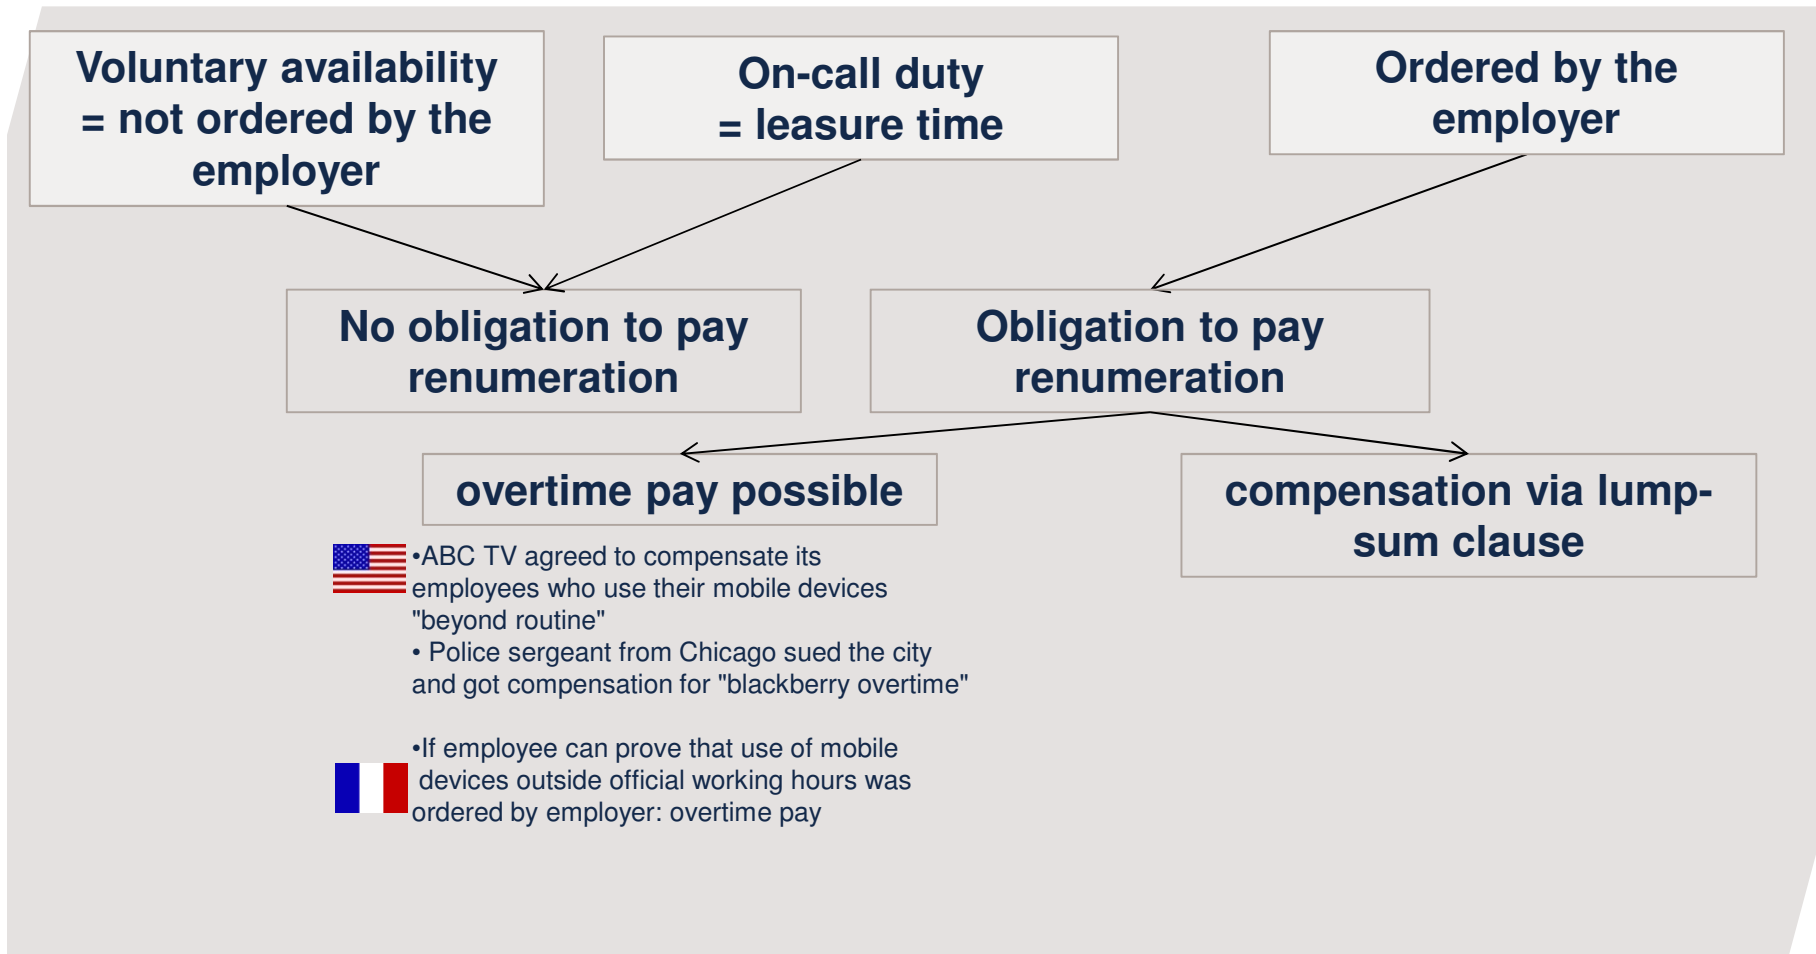 Voluntary availability
= not ordered by the
employer
On-call duty
= leasure time
Ordered by the
employer
No obligation to pay
renumeration
Obligation to pay
renumeration
overtime pay possible
compensation via lump-
sum clause
•ABC TV agreed to compensate its
employees who use their mobile devices
"beyond routine"
• Police sergeant from Chicago sued the city
and got compensation for "blackberry overtime"
•If employee can prove that use of mobile
devices outside official working hours was
ordered by employer: overtime pay